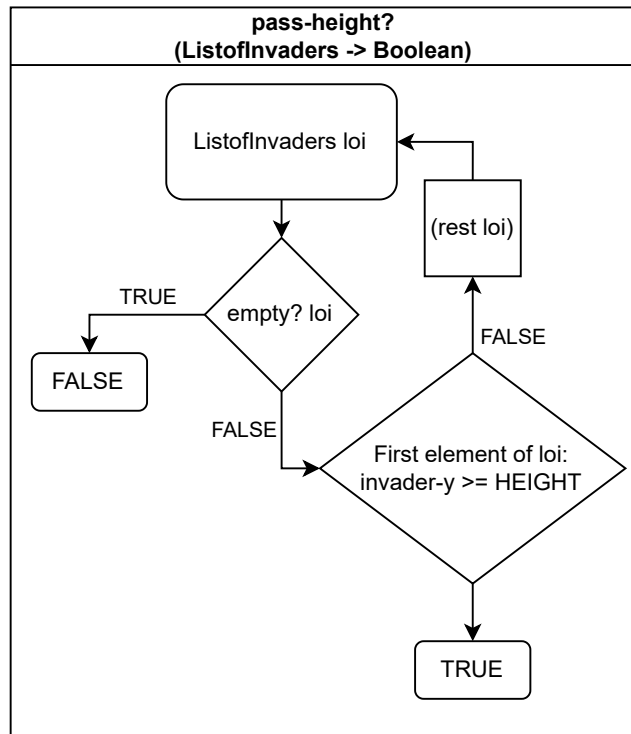 pass-height?
(ListofInvaders -> Boolean)
ListofInvaders loi
(rest loi)
TRUE
empty? loi
FALSE
FALSE
FALSE
First element of loi:
invader-y >= HEIGHT
TRUE